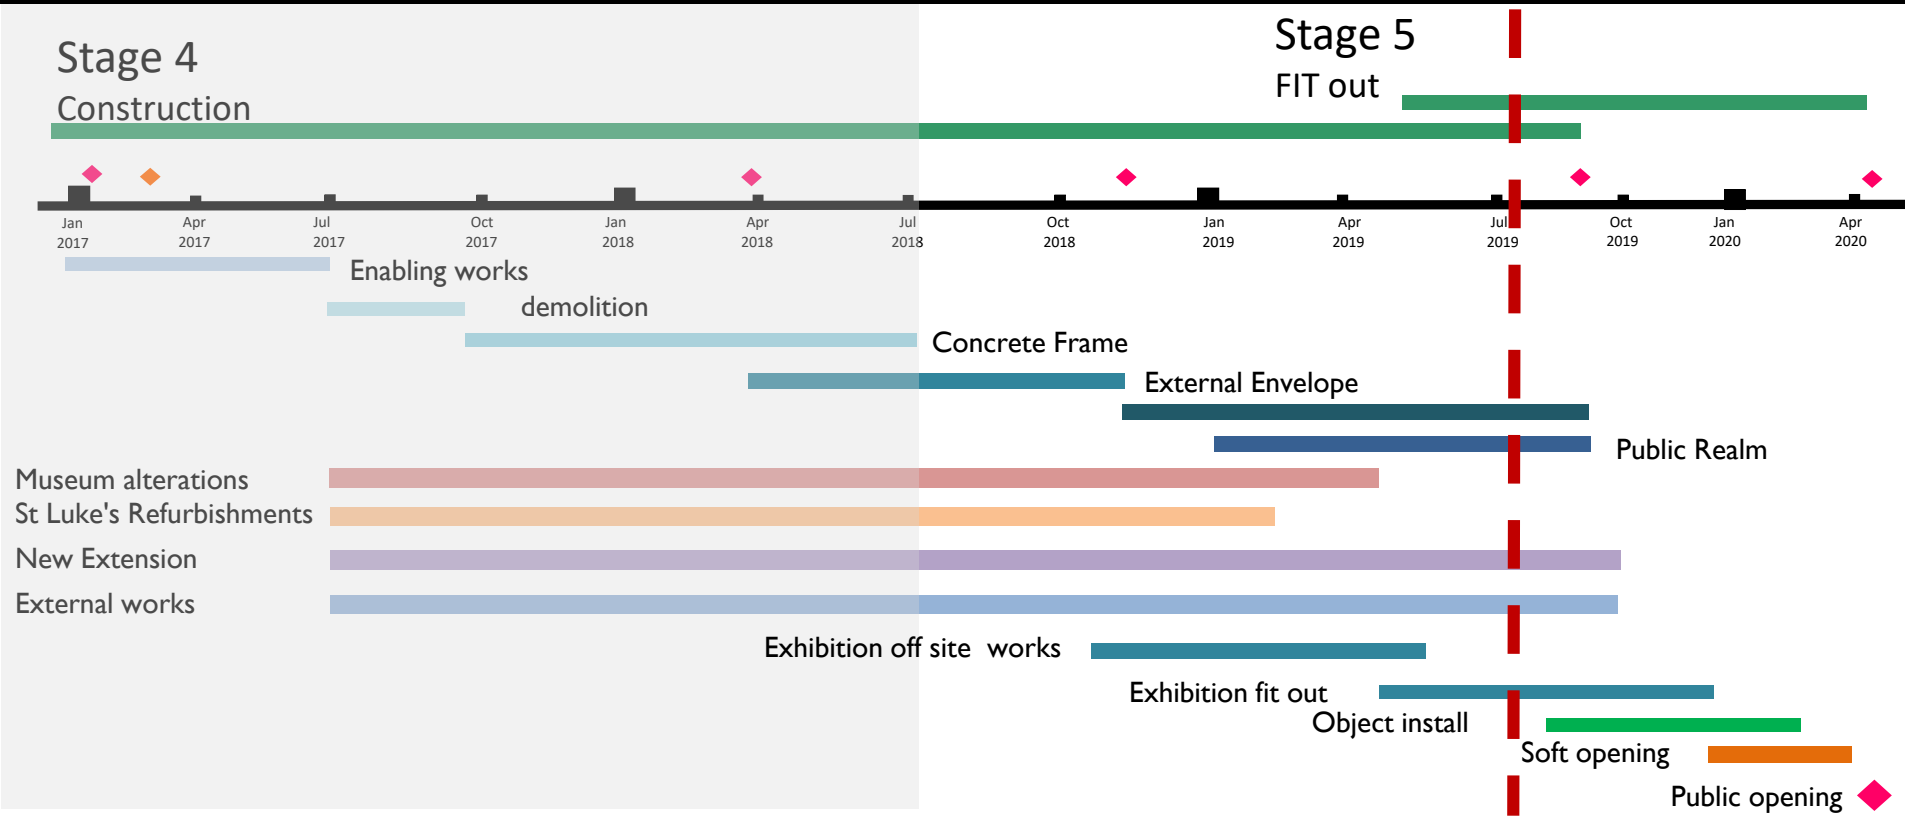 Stage 4
Construction
Stage 5
FIT out
Jan Apr Jul Oct Jan Apr Jul Oct Jan Apr Jul Oct Jan Apr
2017 2017 2017 2017 2018 2018 2018 2018 2019 2019 2019 2019 2020 2020
Enabling works
demolition
Concrete Frame
External Envelope
Public Realm
Museum alterations
St Luke's Refurbishments
New Extension
External works
Exhibition off site works
Exhibition fit out
Object install
Soft opening
Public opening